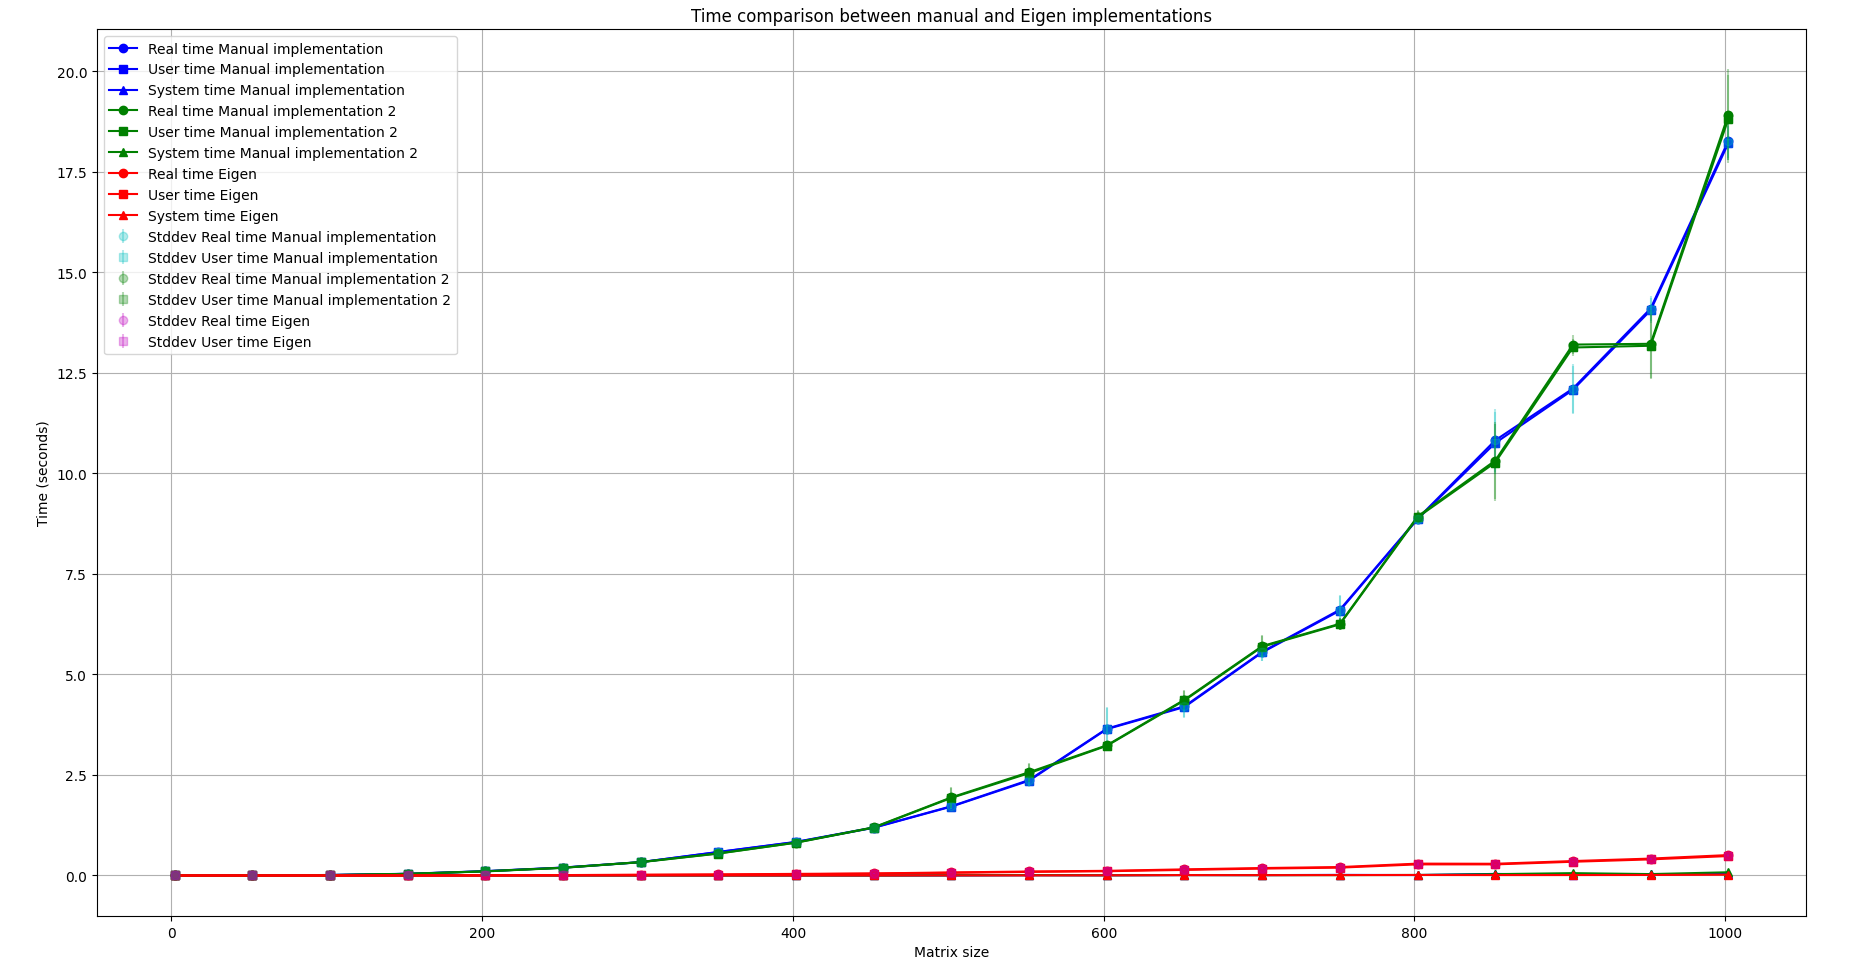 Time comparison between manual and Eigen implementations
Real time Manual implementation
User time Manual implementation
System time Manual implementation
Real time Manual implementation 2
User time Manual implementation 2
System time Manual implementation 2
Real time Eigen
User time Eigen
System time Eigen
Stddev Real time Manual implementation
Stddev User time Manual implementation
Stddev Real time Manual implementation 2
Stddev User time Manual implementation 2
Stddev Real time Eigen
Stddev User time Eigen
Time (seconds)
20.0
17.5
15.0
12.5
10.0
7.5
5.0
2.5
0.0
0 200 400 600 800 1000
Matrix size